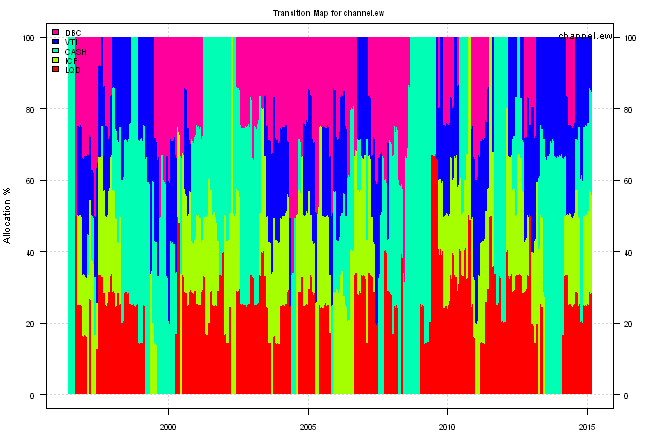 Transition Map for channel.ew
channel.ew
DBC
VTI
CASH
ICF
LQD
Allocation %
100
80
60
40
20
0
100
80
60
40
20
0
2000
2005
2010
2015